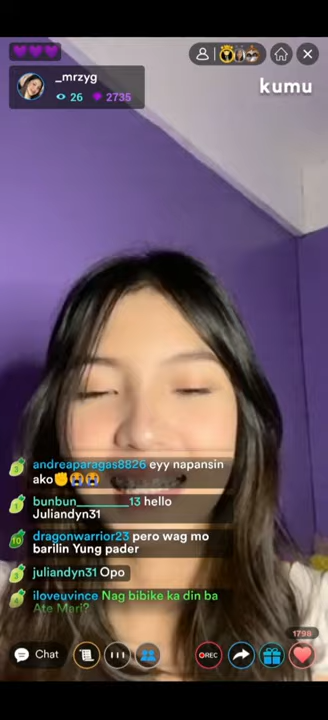 _mrzyg
26 2735
kumu
andreaparagas8826 eyy napansin
ako✊😭😭
bunbun________13 hello
Juliandyn31
dragonwarrior23 pero wag mo
barilin Yung pader
juliandyn31 Opo
iloveuvince Nag bibike ka din ba
Ate Mari?
1798
Chat
REC